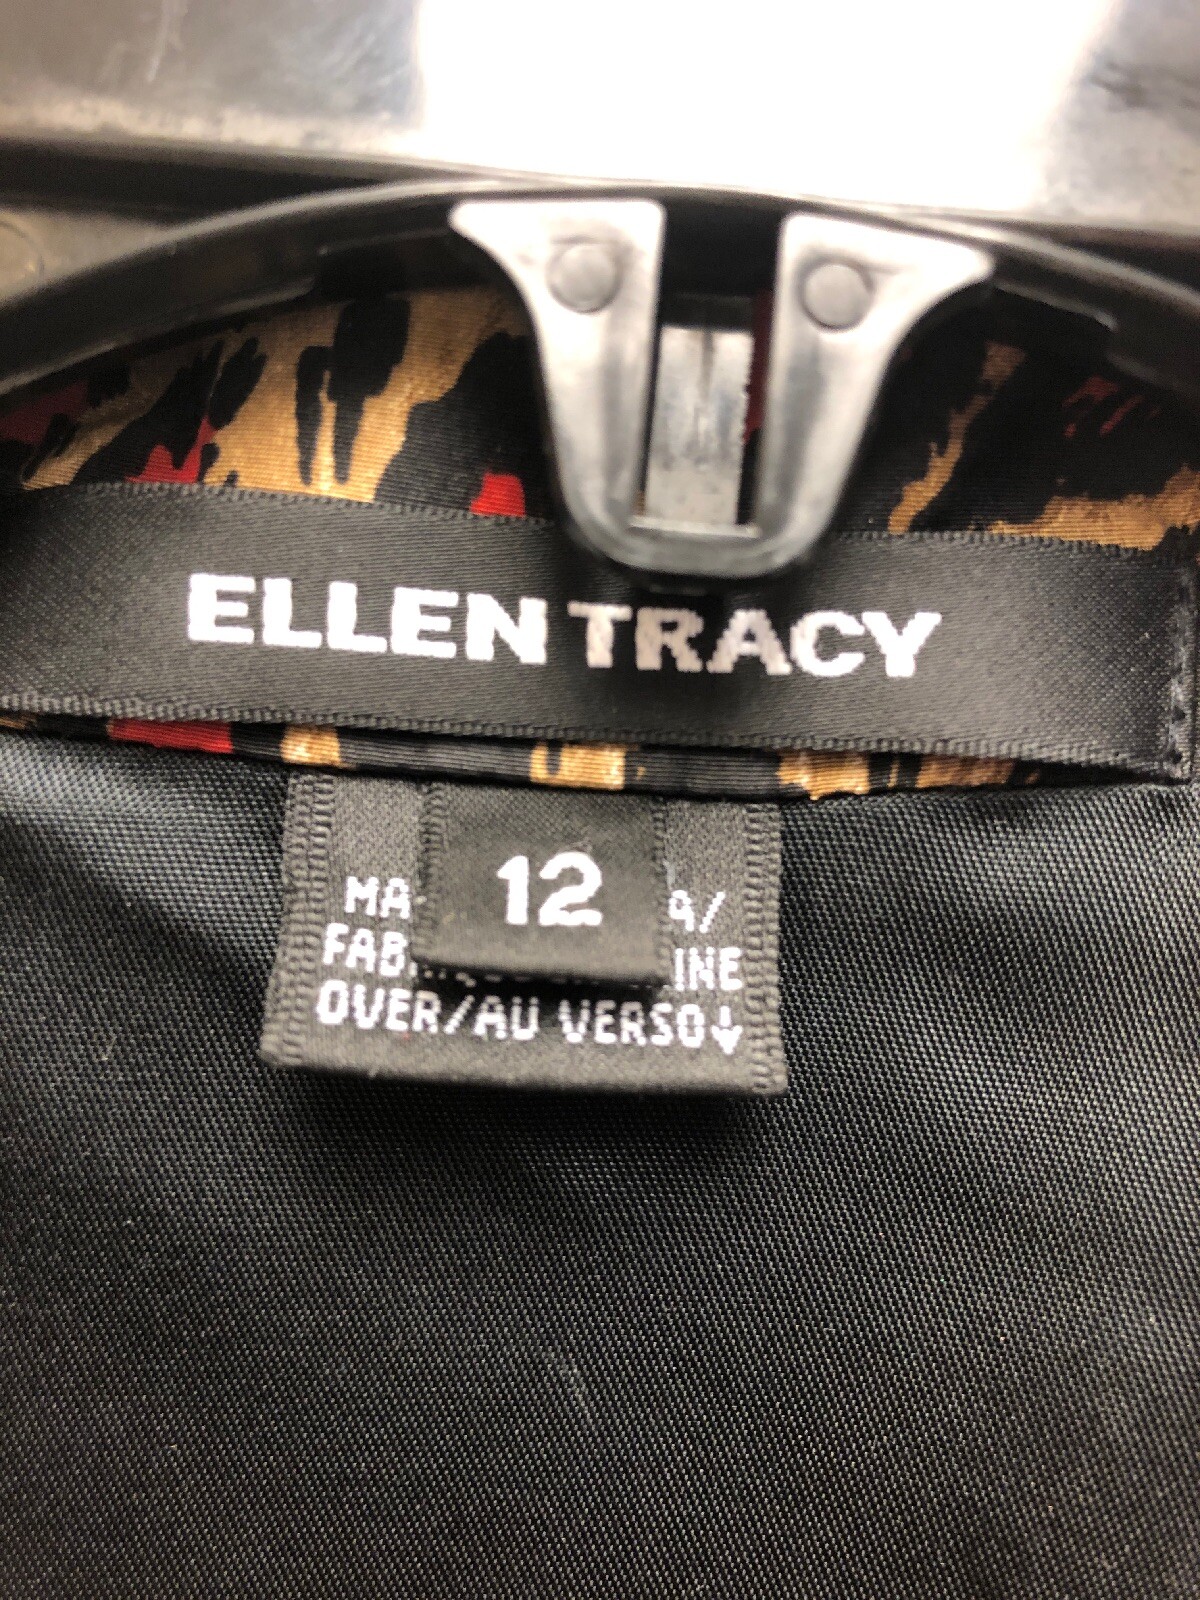 ELLEN TRACY
12
OVER/AU VERSO↓